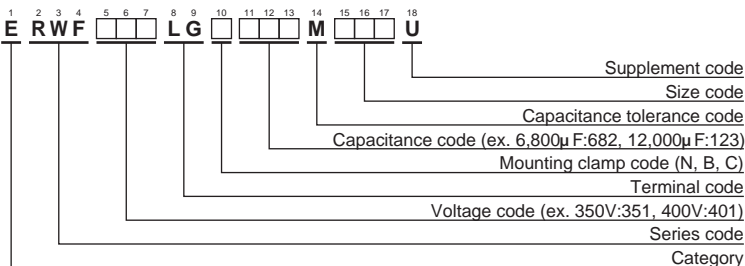 1 2 3 4 5 6 7 8 9 10 11 12 13 14 15 16 17 18
E RWF □□□ LG □ □□□ M □□□ U
Supplement code
Size code
Capacitance tolerance code
Capacitance code (ex. 6,800µF:682, 12,000µF:123)
Mounting clamp code (N, B, C)
Terminal code
Voltage code (ex. 350V:351, 400V:401)
Series code
Category